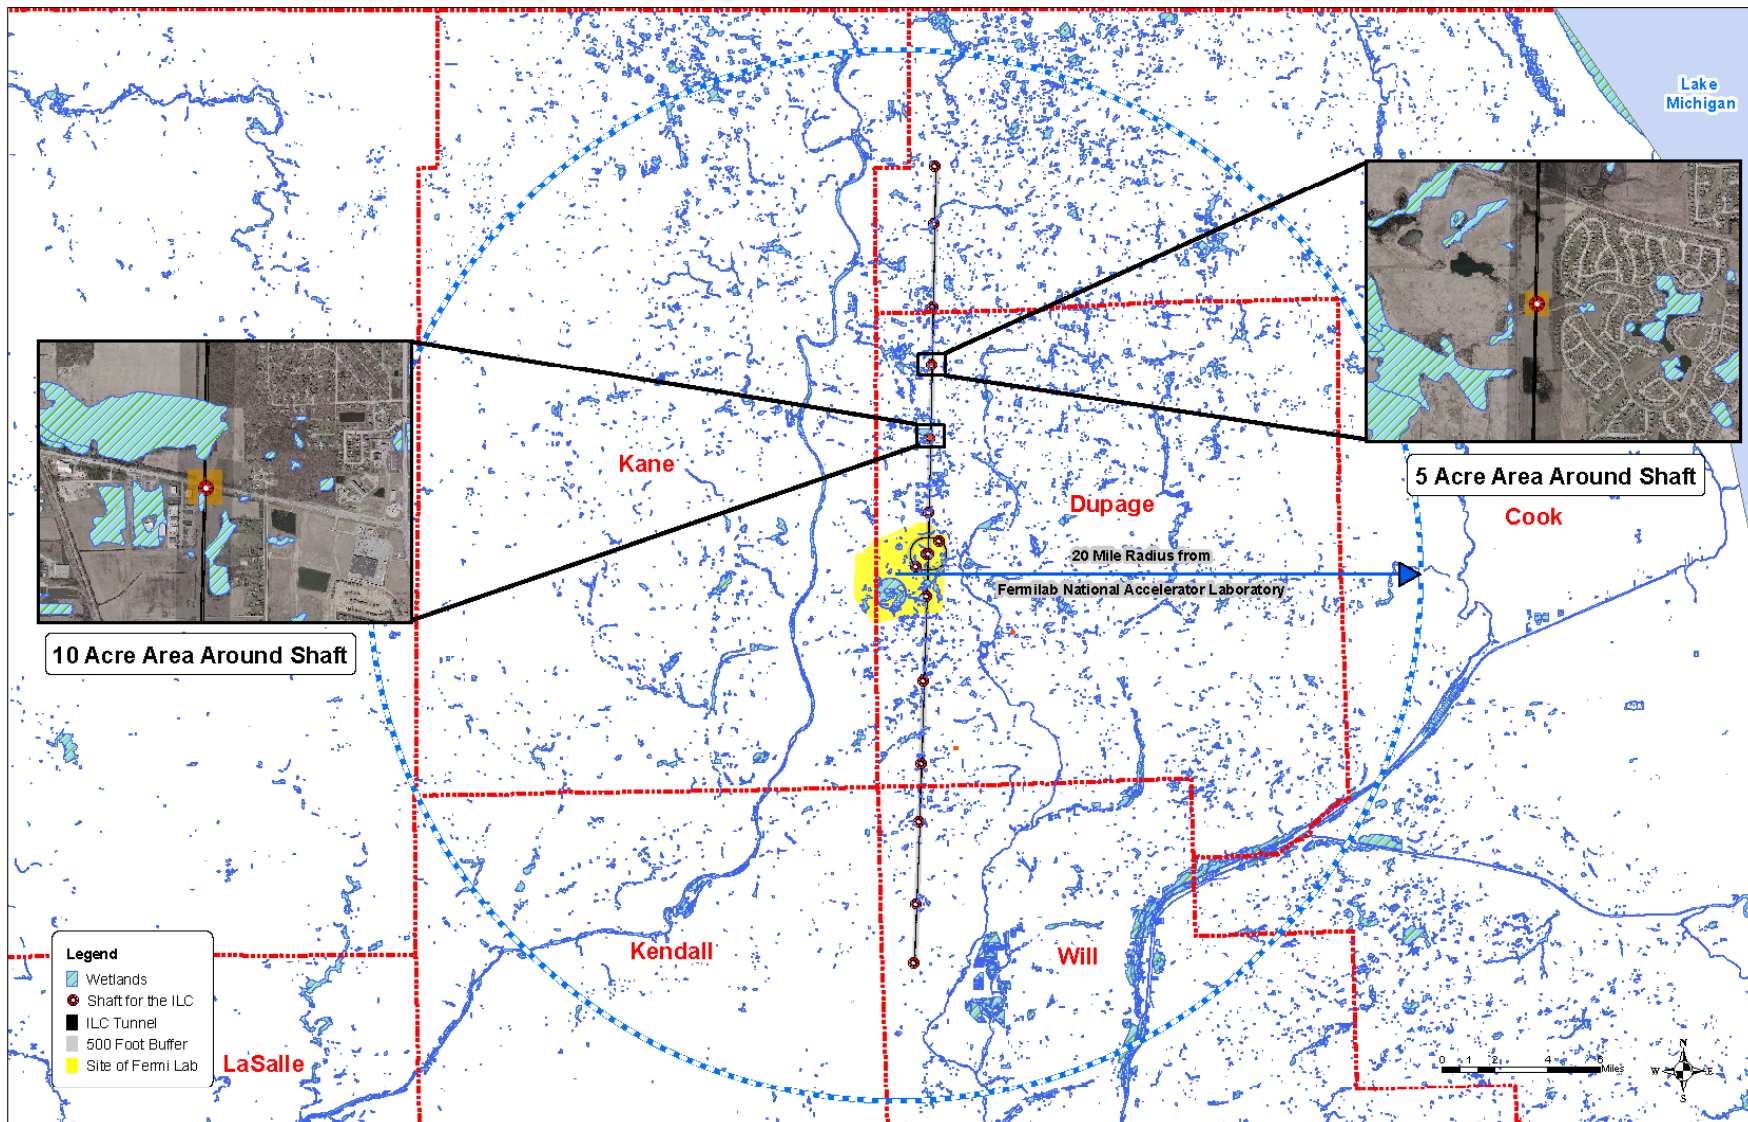 Lake
Michigan
5 Acre Area Around Shaft
Kane
Dupage
Cook
20 Mile Radius from
Fermilab National Accelerator Laboratory
10 Acre Area Around Shaft
Kendall
Will
LaSalle
Legend
Wetlands
Shaft for the ILC
ILC Tunnel
500 Foot Buffer
Site of Fermi Lab
0 1 2 4 6 8
Miles
N
W E
S